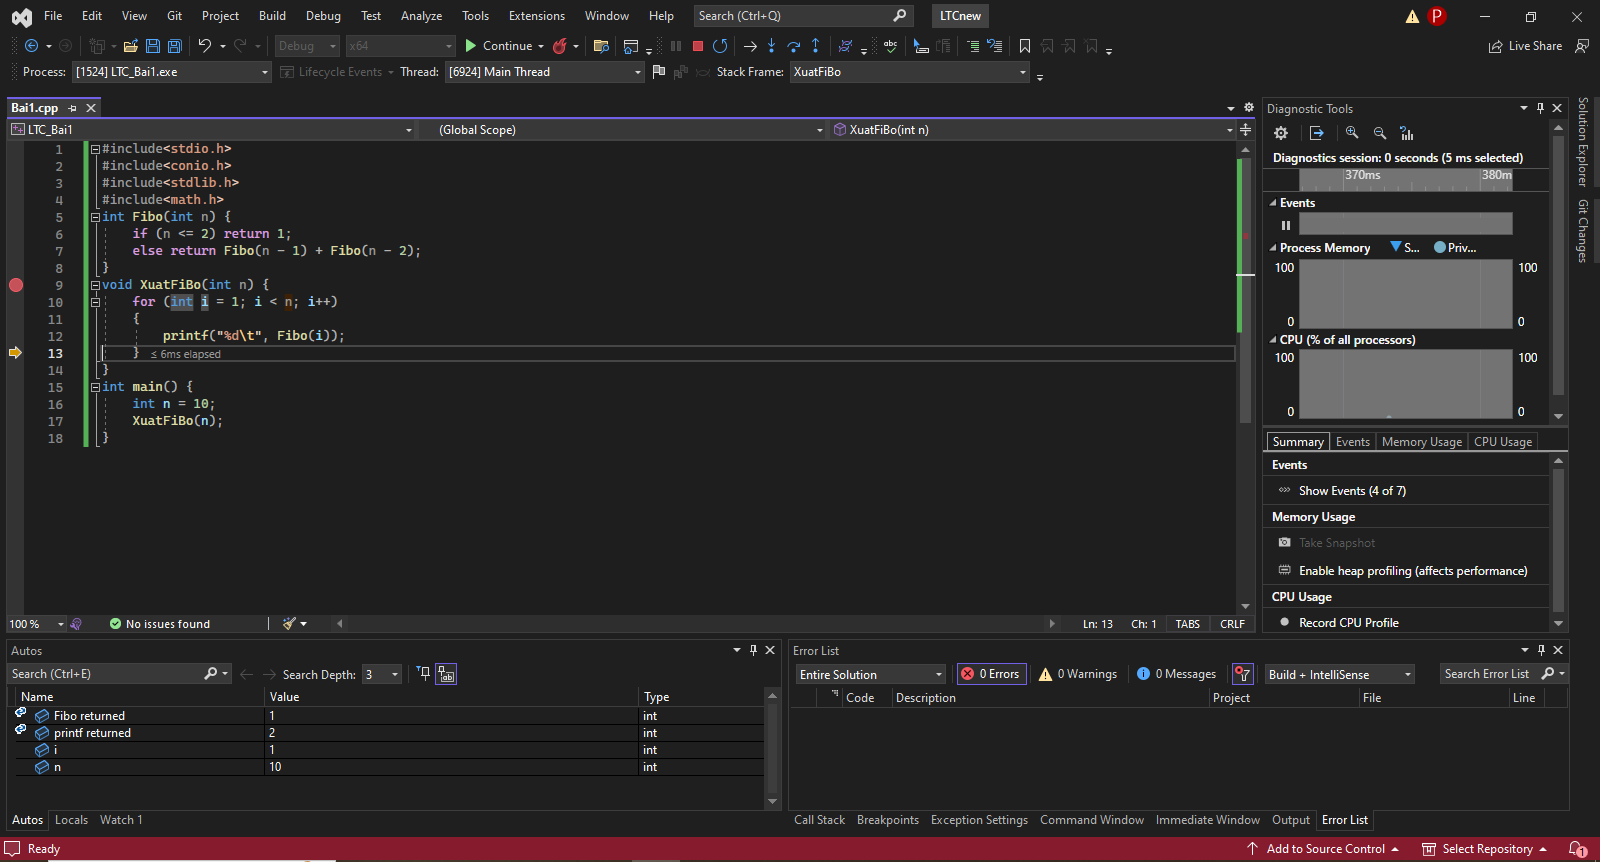 File Edit View Git Project Build Debug Test Analyze Tools Extensions Window Help Search (Ctrl+Q) LTCnew P
Debug x64 Continue Live Share
Process: [1524] LTC_Bai1.exe Lifecycle Events Thread: [6924] Main Thread Stack Frame: XuatFiBo
Bai1.cpp
LTC_Bai1 (Global Scope) XuatFiBo(int n)
1 #include<stdio.h>
2 #include<conio.h>
3 #include<stdlib.h>
4 #include<math.h>
5 int Fibo(int n) {
6 if (n <= 2) return 1;
7 else return Fibo(n - 1) + Fibo(n - 2);
8 }
9 void XuatFiBo(int n) {
10 for (int i = 1; i < n; i++)
11 {
12 printf("%d\t", Fibo(i));
13 } ≤ 6ms elapsed
14 }
15 int main() {
16 int n = 10;
17 XuatFiBo(n);
18 }
100 % No issues found Ln: 13 Ch: 1 TABS CRLF
Diagnostic Tools
Diagnostics session: 0 seconds (5 ms selected)
370ms 380m
Events
Process Memory S... Priv...
100 100
0 0
CPU (% of all processors)
100 100
0 0
Summary Events Memory Usage CPU Usage
Events
Show Events (4 of 7)
Memory Usage
Take Snapshot
Enable heap profiling (affects performance)
CPU Usage
Record CPU Profile
Solution Explorer
Git Changes
Autos
Search (Ctrl+E) Search Depth: 3
Name Value Type
Fibo returned 1 int
printf returned 2 int
i 1 int
n 10 int
Autos Locals Watch 1
Error List
Entire Solution 0 Errors 0 Warnings 0 Messages Build + IntelliSense Search Error List
Code Description Project File Line
Call Stack Breakpoints Exception Settings Command Window Immediate Window Output Error List
Ready Add to Source Control Select Repository 1